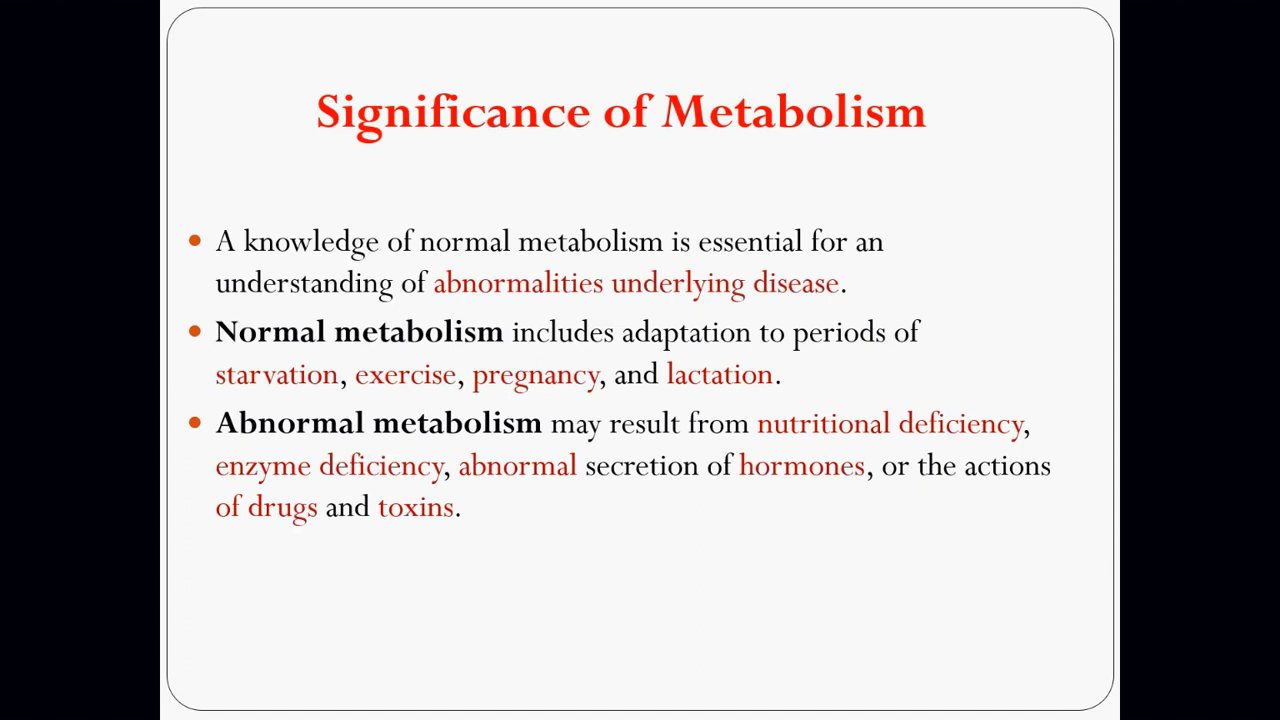 Significance of Metabolism
A knowledge of normal metabolism is essential for an
understanding of abnormalities underlying disease.
Normal metabolism includes adaptation to periods of
starvation, exercise, pregnancy, and lactation.
Abnormal metabolism may result from nutritional deficiency,
enzyme deficiency, abnormal secretion of hormones, or the actions
of drugs and toxins.